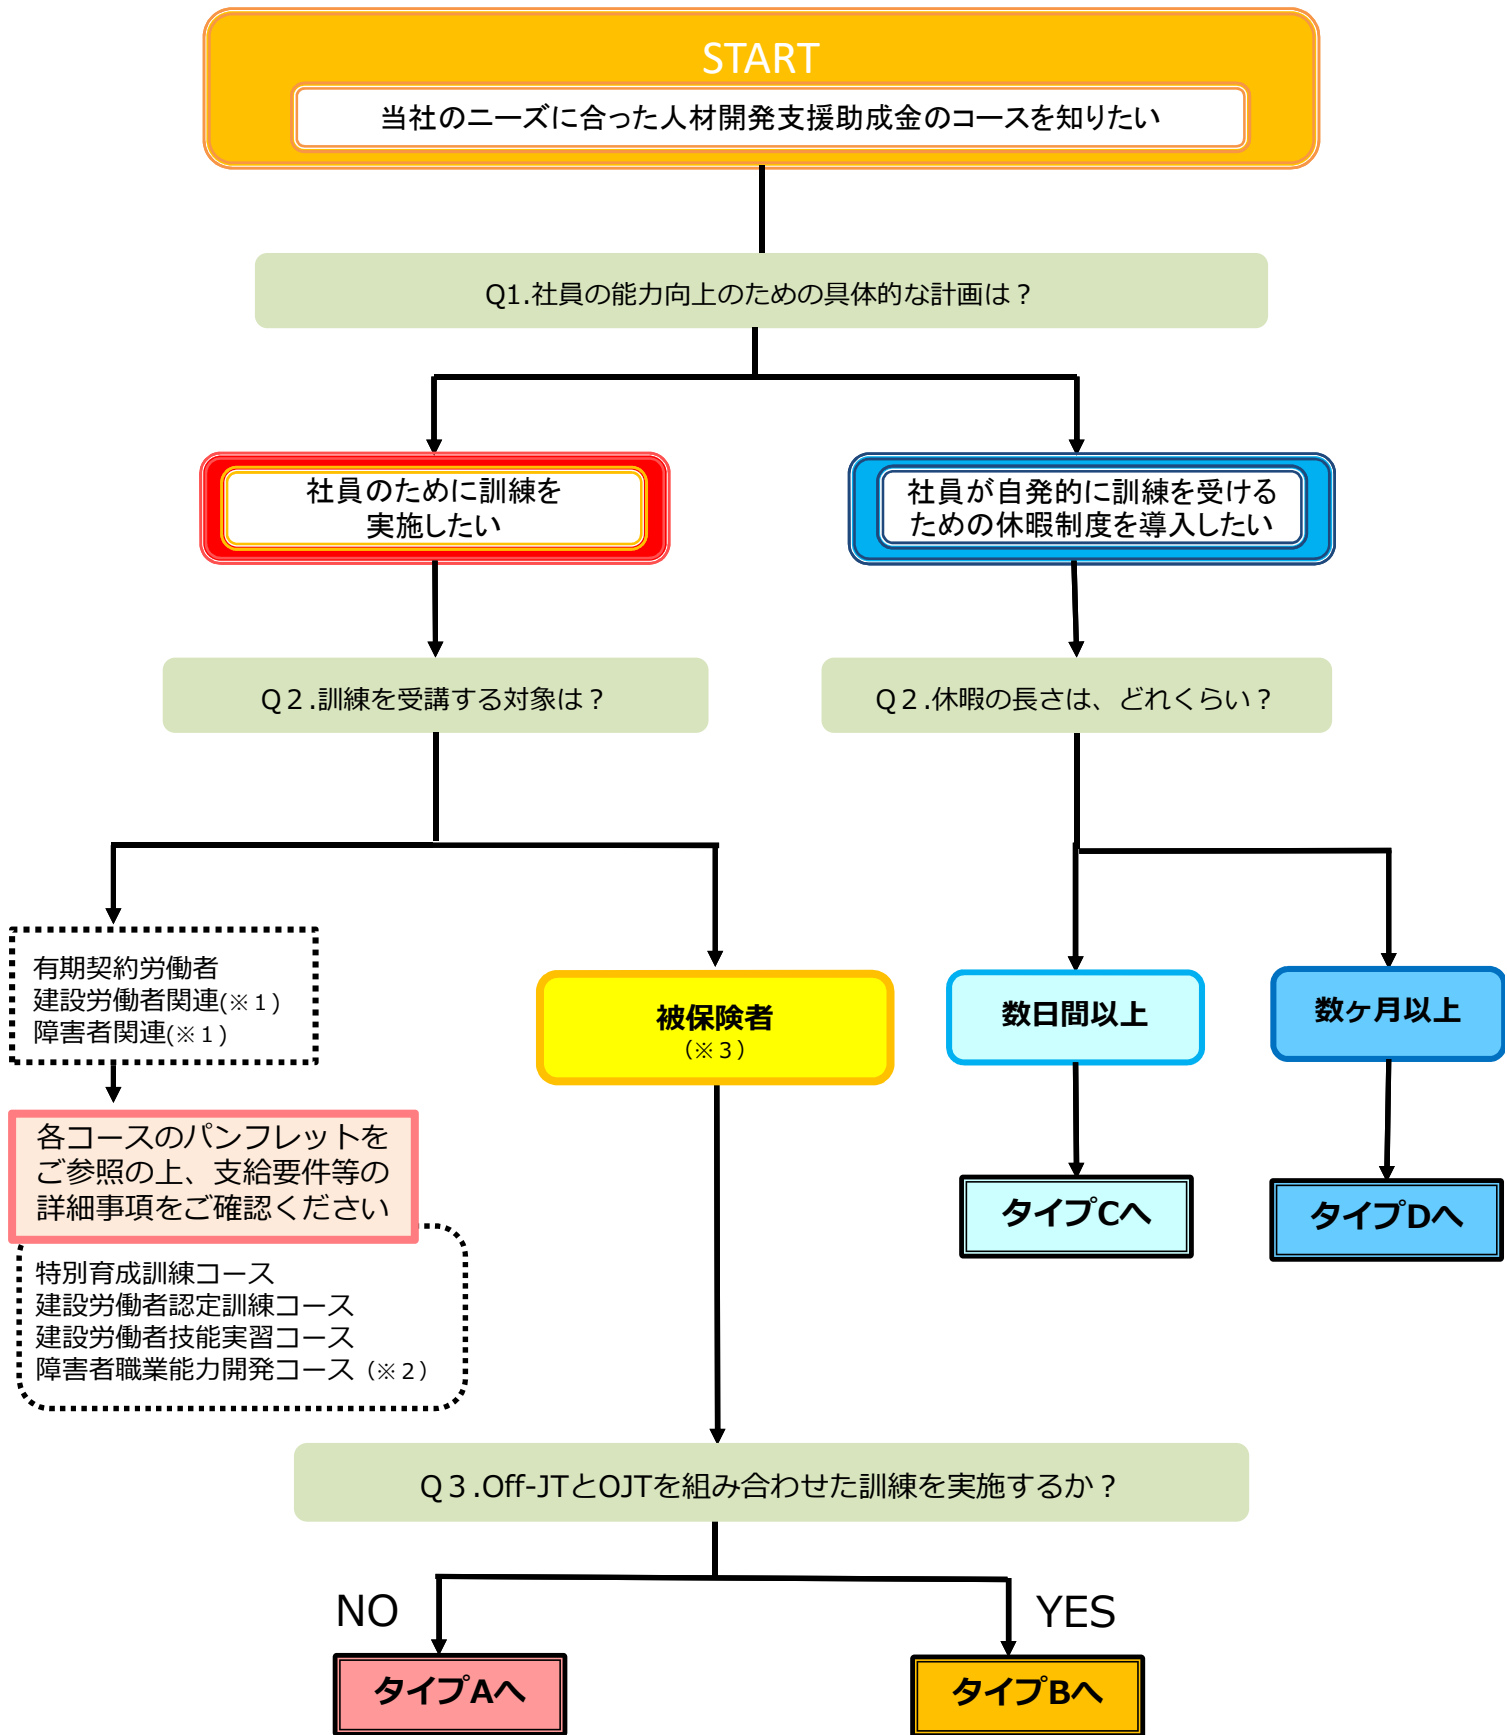 START
当社のニーズに合った人材開発支援助成金のコースを知りたい
Q1.社員の能力向上のための具体的な計画は？
社員のために訓練を
実施したい
社員が自発的に訓練を受ける
ための休暇制度を導入したい
Q２.訓練を受講する対象は？
Q２.休暇の長さは、どれくらい？
有期契約労働者
建設労働者関連(※１)
障害者関連(※１)
被保険者
（※３）
数日間以上
数ヶ月以上
各コースのパンフレットを
ご参照の上、支給要件等の
詳細事項をご確認ください
タイプCへ
タイプDへ
特別育成訓練コース
建設労働者認定訓練コース
建設労働者技能実習コース
障害者職業能力開発コース（※２）
Q３.Off-JTとOJTを組み合わせた訓練を実施するか？
NO
YES
タイプAへ
タイプBへ